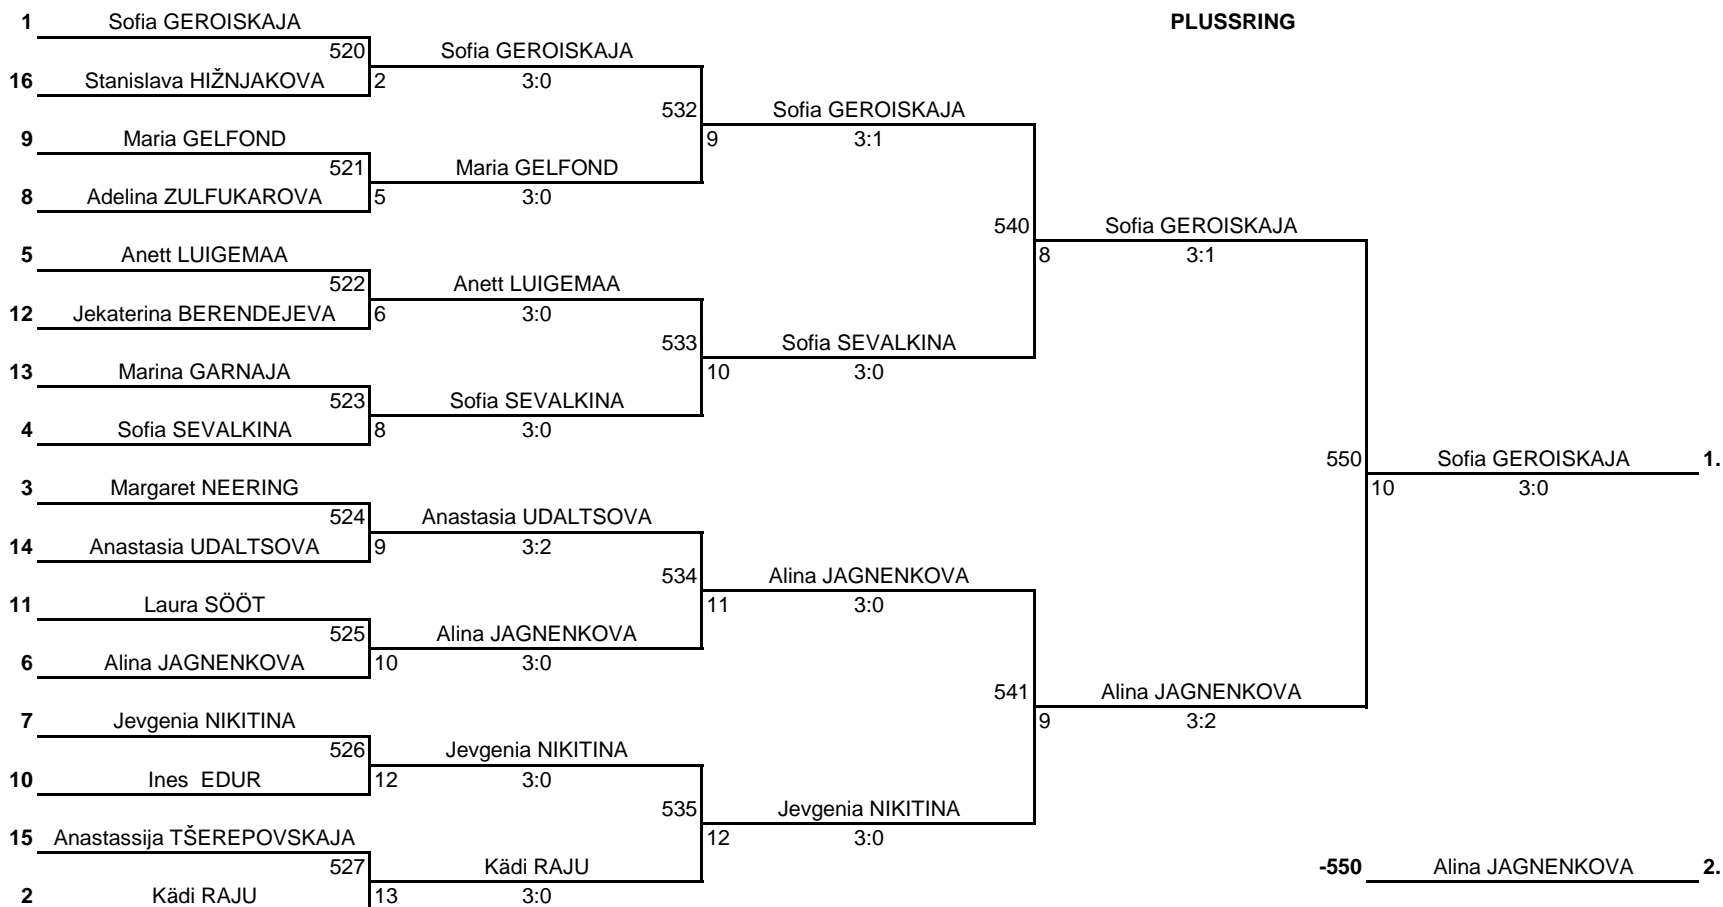 1 Sofia GEROISKAJA PLUSSRING
520 Sofia GEROISKAJA
16 Stanislava HIŽNJAKOVA 2 3:0
532 Sofia GEROISKAJA
9 Maria GELFOND 9 3:1
521 Maria GELFOND
8 Adelina ZULFUKAROVA 5 3:0
540 Sofia GEROISKAJA
5 Anett LUIGEMAA 8 3:1
522 Anett LUIGEMAA
12 Jekaterina BERENDEJEVA 6 3:0
533 Sofia SEVALKINA
13 Marina GARNAJA 10 3:0
523 Sofia SEVALKINA
4 Sofia SEVALKINA 8 3:0
550 Sofia GEROISKAJA 1.
3 Margaret NEERING 10 3:0
524 Anastasia UDALTSOVA
14 Anastasia UDALTSOVA 9 3:2
534 Alina JAGNENKOVA
11 Laura SÖÖT 11 3:0
525 Alina JAGNENKOVA
6 Alina JAGNENKOVA 10 3:0
541 Alina JAGNENKOVA
7 Jevgenia NIKITINA 9 3:2
526 Jevgenia NIKITINA
10 Ines EDUR 12 3:0
535 Jevgenia NIKITINA
15 Anastassija TŠEREPOVSKAJA 12 3:0
527 Kädi RAJU -550 Alina JAGNENKOVA 2.
2 Kädi RAJU 13 3:0